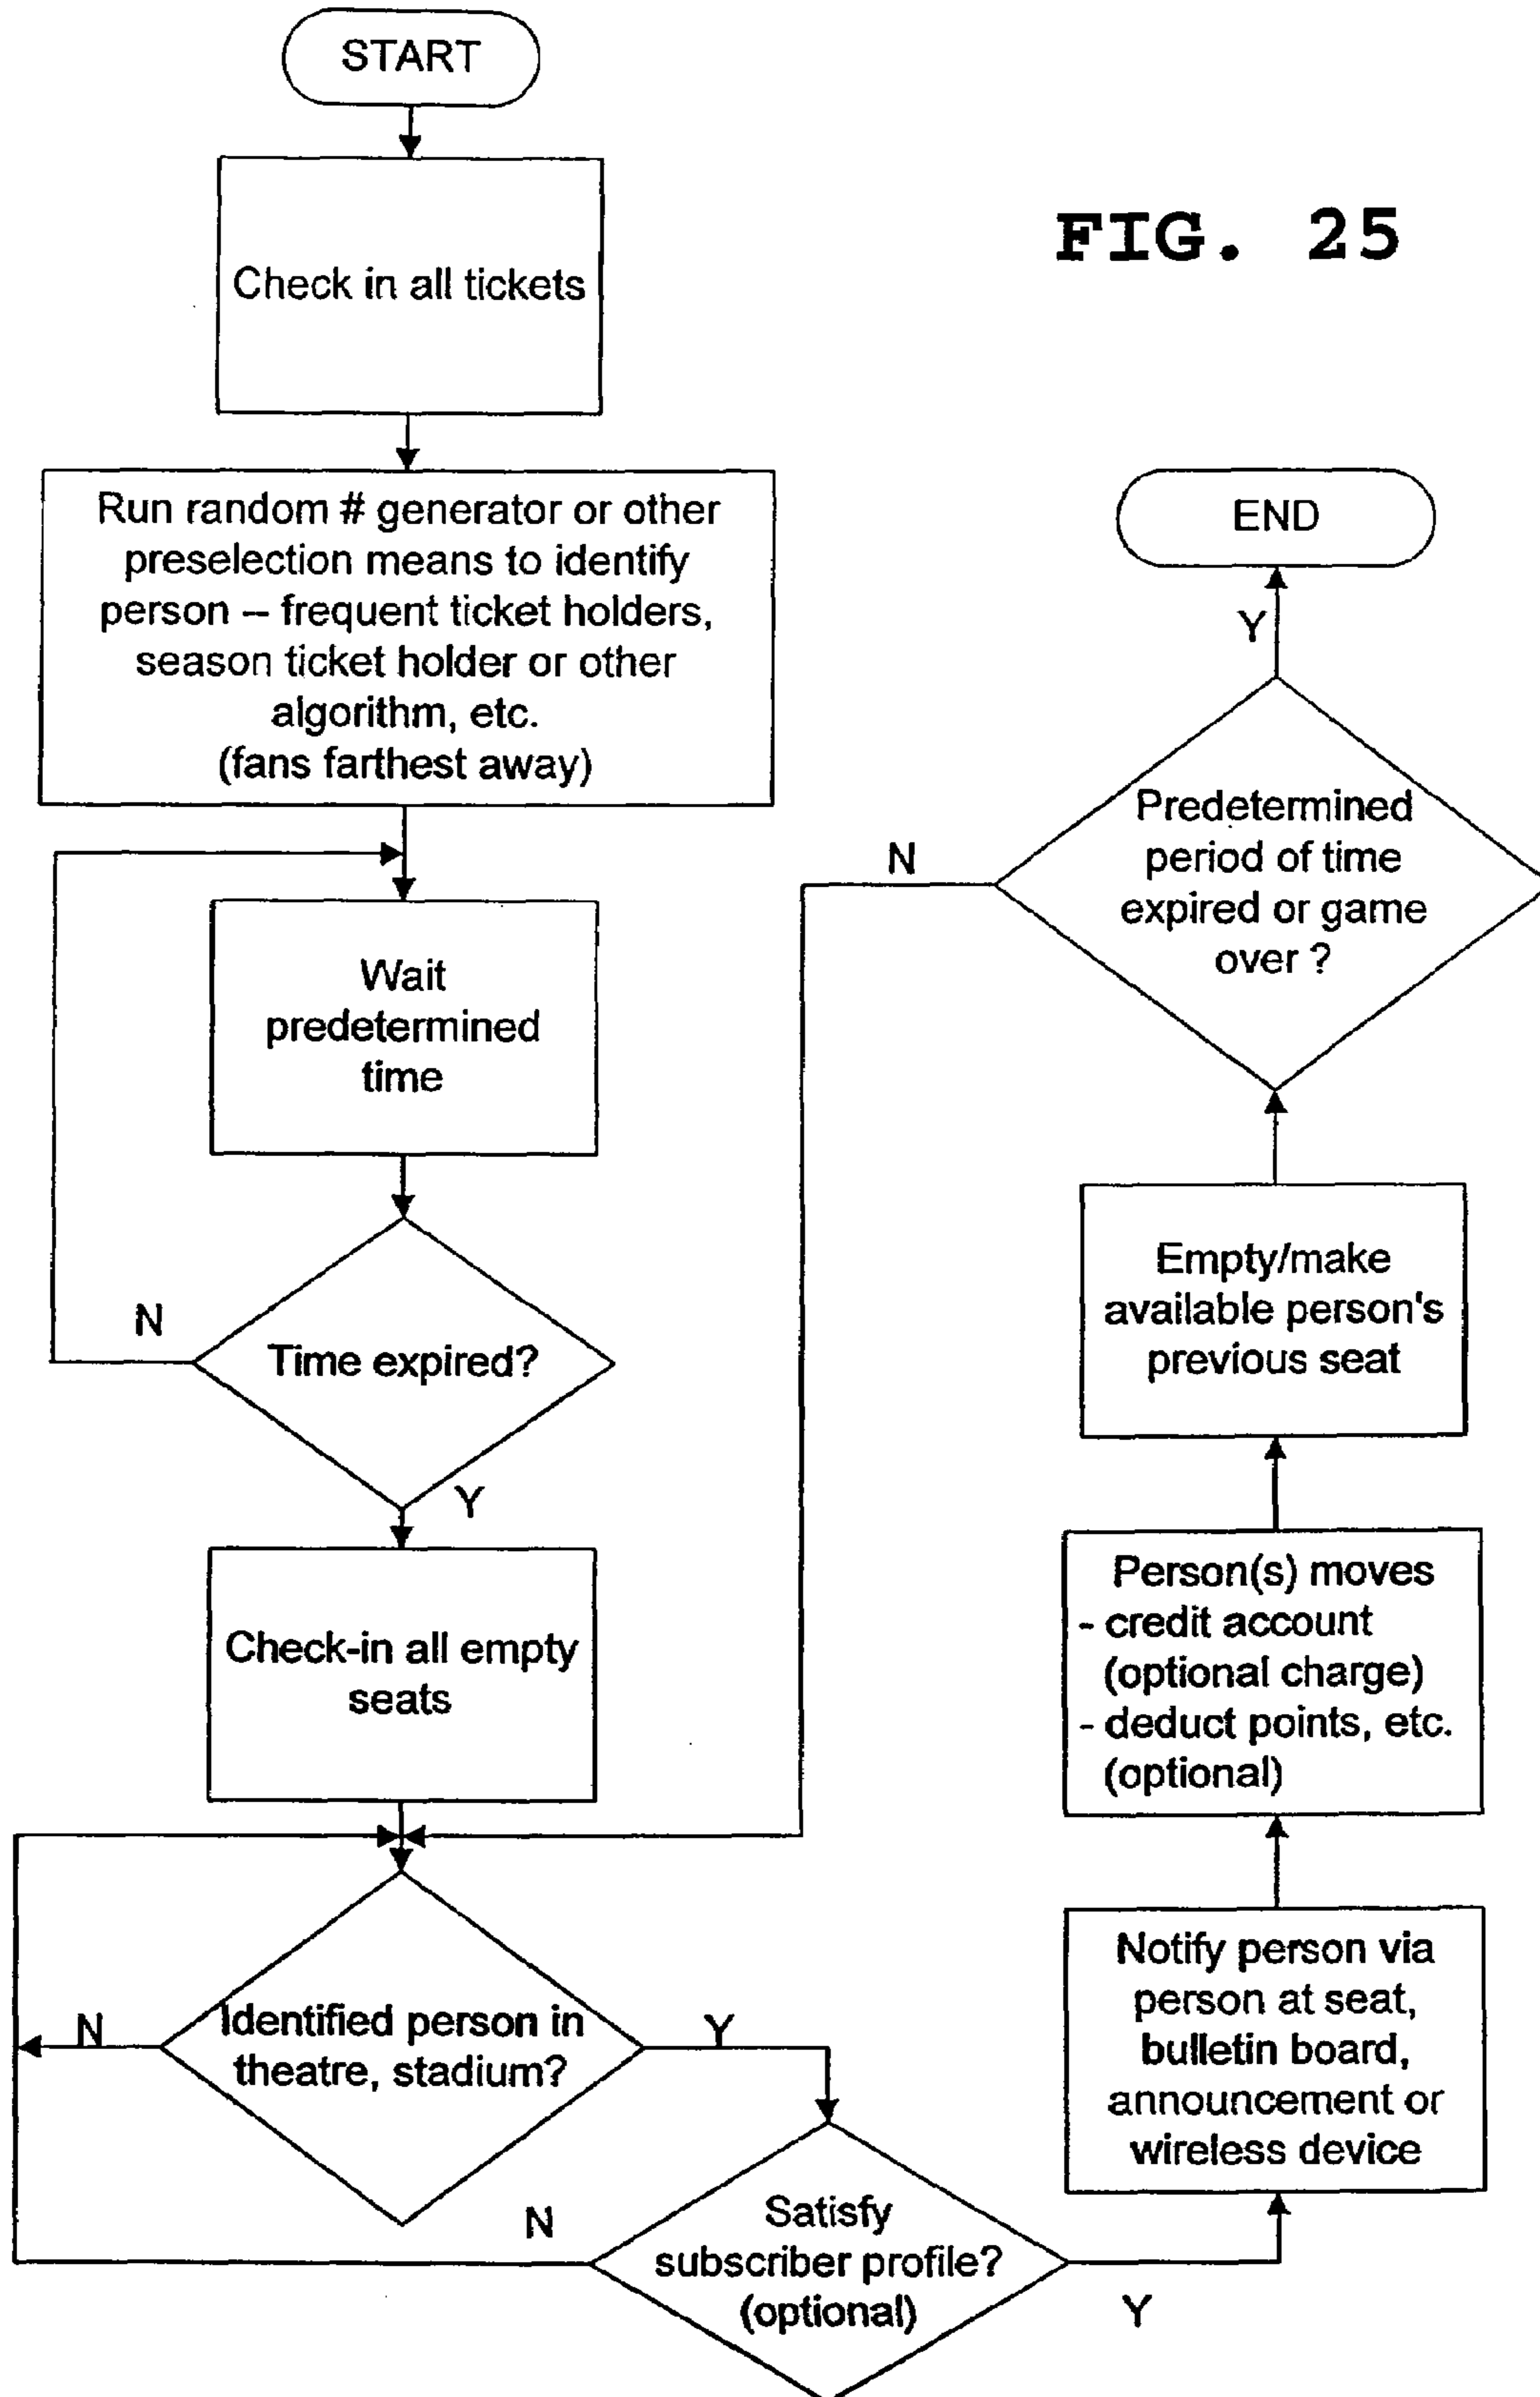 START
FIG. 25
Check in all tickets
Run random # generator or other
preselection means to identify
person – frequent ticket holders,
season ticket holder or other
algorithm, etc.
(fans farthest away)
Wait
predetermined
time
Time expired?
N
Y
Check-in all empty
seats
Identified person in
theatre, stadium?
N
Y
Satisfy
subscriber profile?
(optional)
N
Y
Notify person via
person at seat,
bulletin board,
announcement or
wireless device
Person(s) moves
- credit account
(optional charge)
- deduct points, etc.
(optional)
Empty/make
available person's
previous seat
Predetermined
period of time
expired or game
over ?
N
Y
END